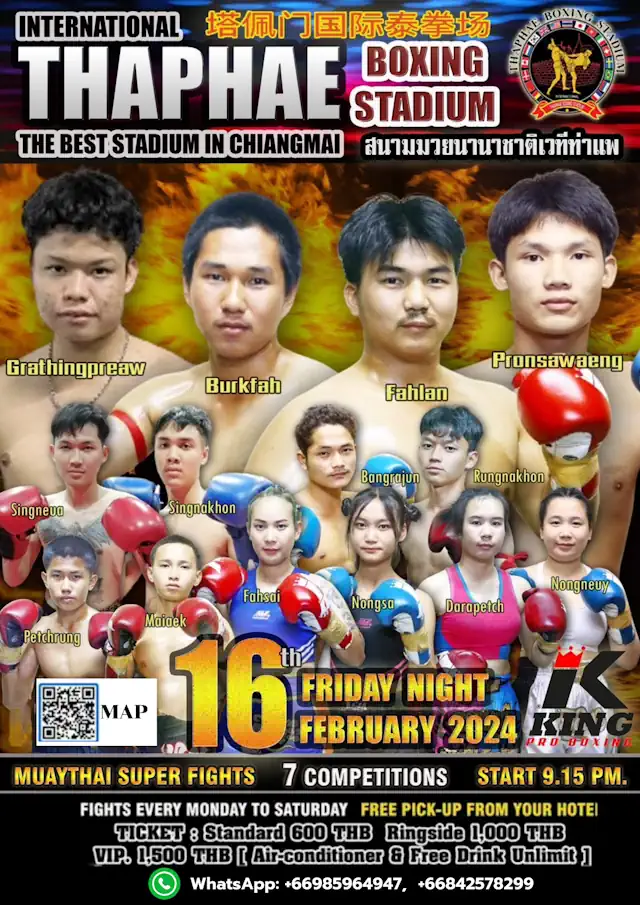 INTERNATIONAL 塔佩门国际泰拳场
THAPHAE BOXING STADIUM
THE BEST STADIUM IN CHIANGMAI สนามมวยนานาชาติเวทีท่าแพ
THAPHAE BOXING STADIUM
Grathingpreaw
Burkfah
Fahlan
Pronsawaeng
Singneua
Singnakhon
Bangrajun
Rungnakhon
Petchrung
Maiaek
Fahsai
Nongsa
Darapetch
Nongneuy
MAP
16th FRIDAY NIGHT
FEBRUARY 2024
K
KING
PRO BOXING
MUAYTHAI SUPER FIGHTS 7 COMPETITIONS START 9.15 PM.
FIGHTS EVERY MONDAY TO SATURDAY FREE PICK-UP FROM YOUR HOTEl
TICKET : Standard 600 THB Ringside 1,000 THB
VIP. 1,500 THB [ Air-conditioner & Free Drink Unlimit ]
WhatsApp: +66985964947, +66842578299